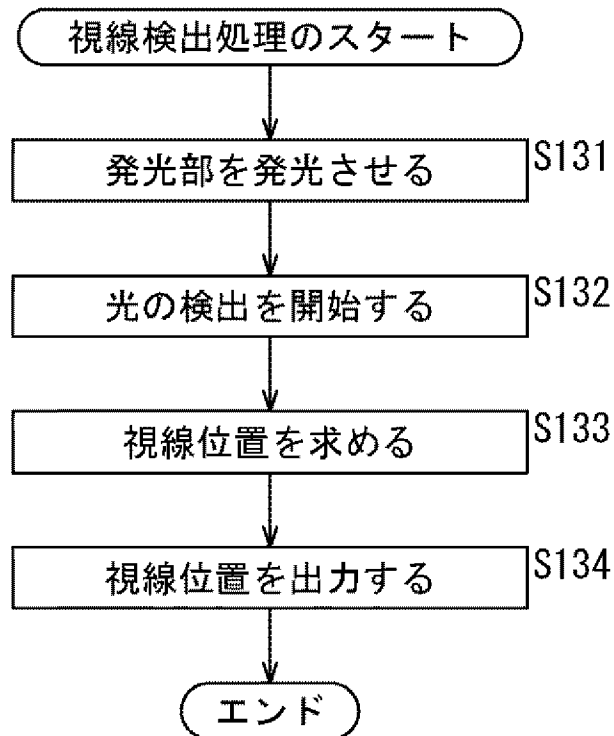 視線検出処理のスタート
発光部を発光させる S131
光の検出を開始する S132
視線位置を求める S133
視線位置を出力する S134
エンド